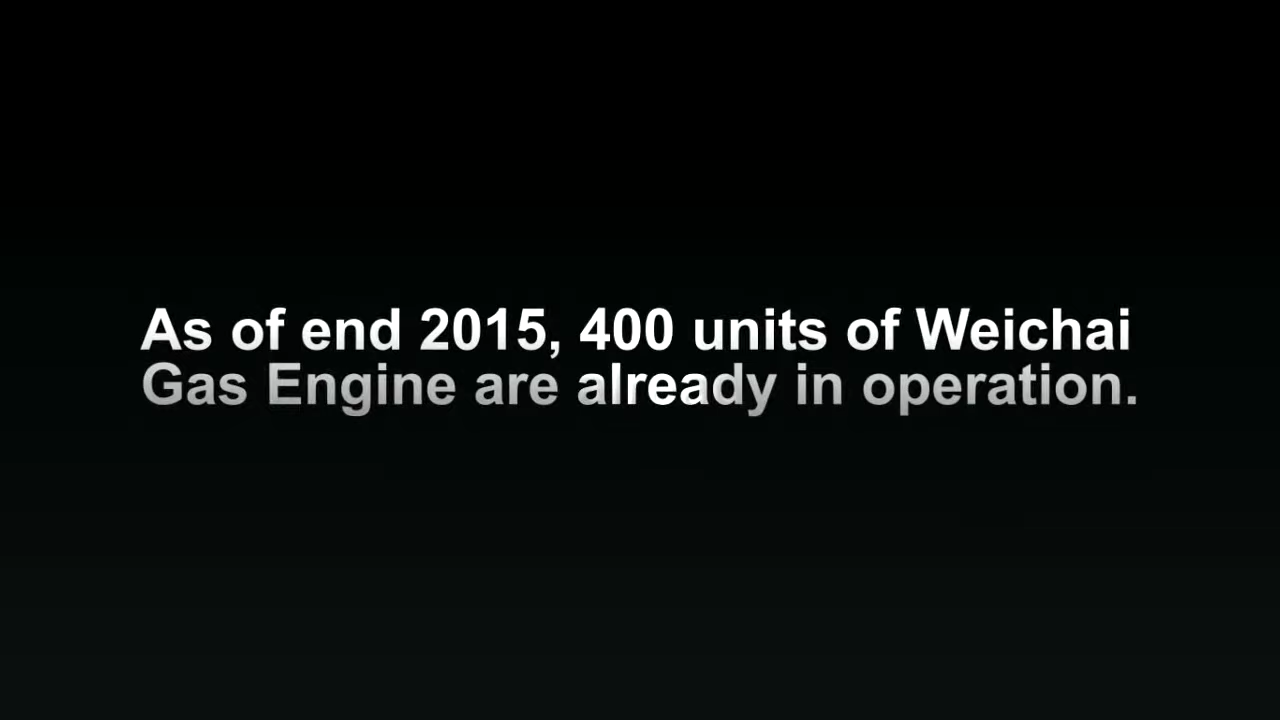 As of end 2015, 400 units of Weichai
Gas Engine are already in operation.